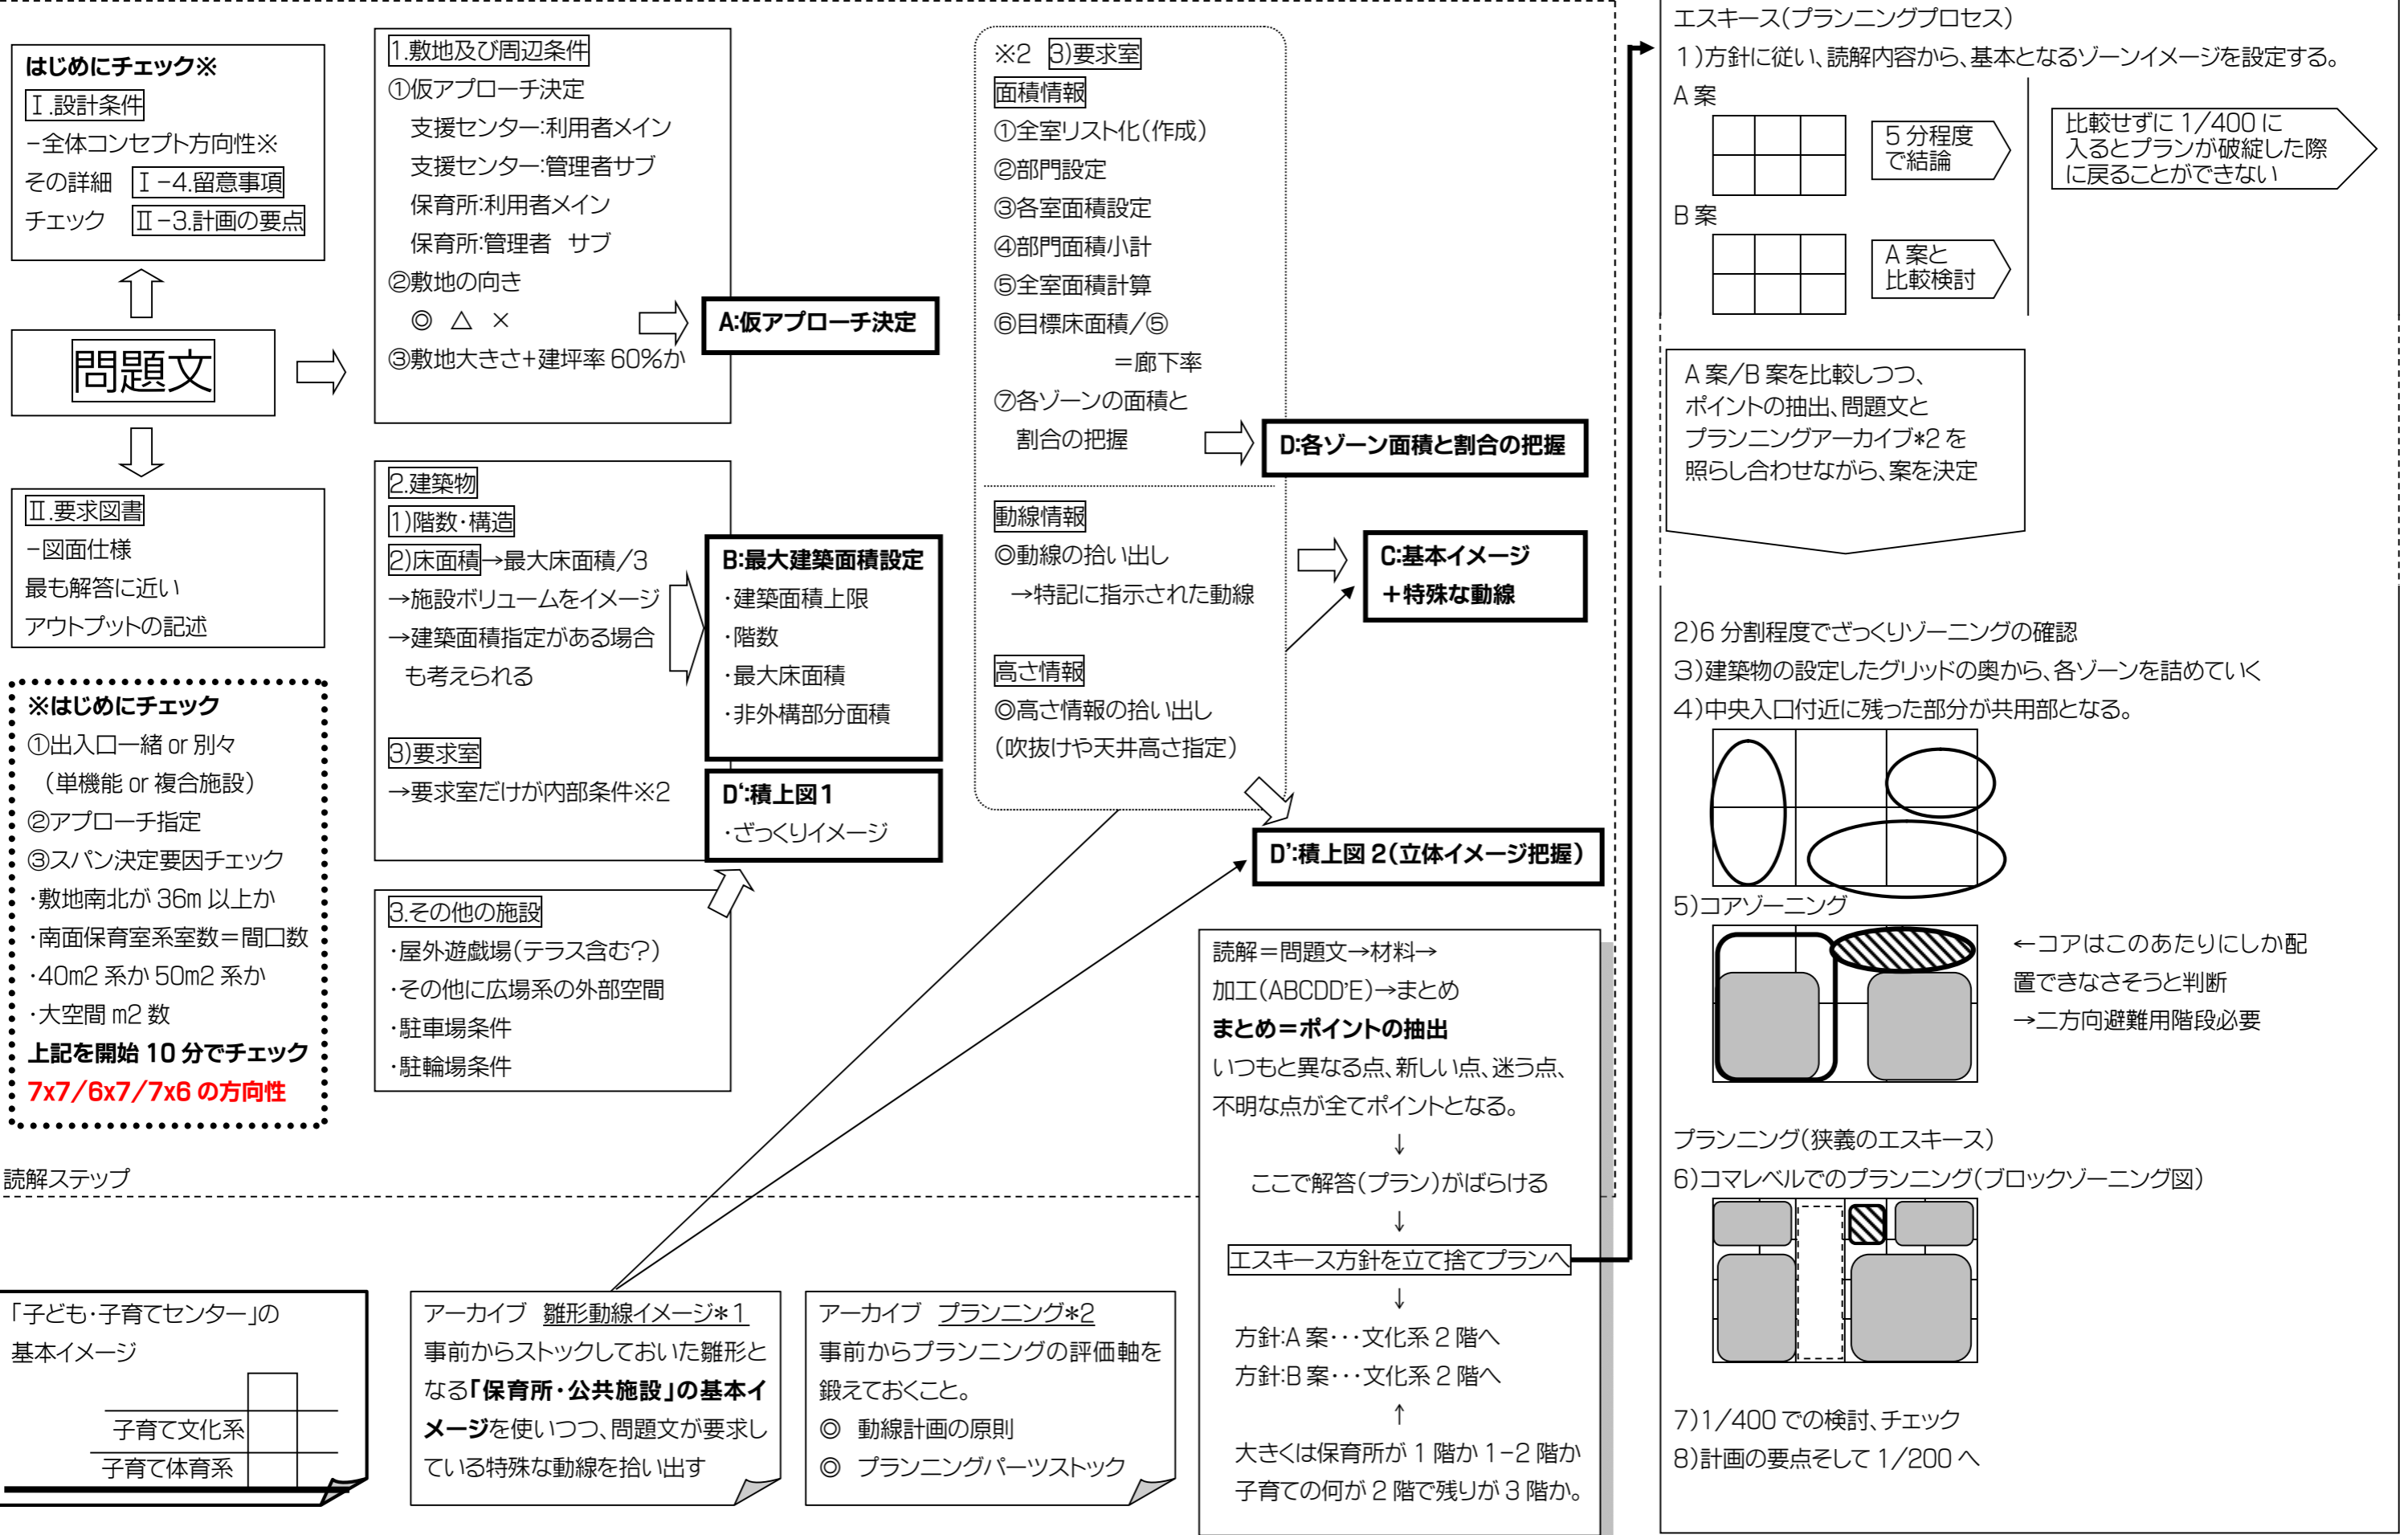 はじめにチェック※
Ⅰ.設計条件
−全体コンセプト方向性※
その詳細 Ⅰ−4.留意事項
チェック Ⅱ−3.計画の要点
問題文
Ⅱ.要求図書
−図面仕様
最も解答に近い
アウトプットの記述
※はじめにチェック
①出入口一緒 or 別々
（単機能 or 複合施設）
②アプローチ指定
③スパン決定要因チェック
・敷地南北が 36m 以上か
・南面保育室系室数＝間口数
・40m2 系か 50m2 系か
・大空間 m2 数
上記を開始 10 分でチェック
7x7/6x7/7x6 の方向性
読解ステップ
1.敷地及び周辺条件
①仮アプローチ決定
支援センター:利用者メイン
支援センター:管理者サブ
保育所:利用者メイン
保育所:管理者 サブ
②敷地の向き
◎ △ ×
③敷地大きさ+建坪率 60%か
A:仮アプローチ決定
2.建築物
1)階数・構造
2)床面積→最大床面積/3
→施設ボリュームをイメージ
→建築面積指定がある場合
も考えられる
3)要求室
→要求室だけが内部条件※2
B:最大建築面積設定
・建築面積上限
・階数
・最大床面積
・非外構部分面積
D‘:積上図1
・ざっくりイメージ
3.その他の施設
・屋外遊戯場(テラス含む?)
・その他に広場系の外部空間
・駐車場条件
・駐輪場条件
※2 3)要求室
面積情報
①全室リスト化(作成)
②部門設定
③各室面積設定
④部門面積小計
⑤全室面積計算
⑥目標床面積/⑤
＝廊下率
⑦各ゾーンの面積と
割合の把握
D:各ゾーン面積と割合の把握
動線情報
◎動線の拾い出し
→特記に指示された動線
C:基本イメージ
＋特殊な動線
高さ情報
◎高さ情報の拾い出し
(吹抜けや天井高さ指定)
D’:積上図 2(立体イメージ把握)
読解＝問題文→材料→
加工(ABCDD’E)→まとめ
まとめ＝ポイントの抽出
いつもと異なる点、新しい点、迷う点、
不明な点が全てポイントとなる。
↓
ここで解答(プラン)がばらける
↓
エスキース方針を立て捨てプランへ
↓
方針:A 案・・・文化系 2 階へ
方針:B 案・・・文化系 2 階へ
↑
大きくは保育所が 1 階か 1−2 階か
子育ての何が 2 階で残りが 3 階か。
「子ども・子育てセンター」の
基本イメージ
子育て文化系
子育て体育系
アーカイブ 雛形動線イメージ*1
事前からストックしておいた雛形と
なる「保育所・公共施設」の基本イ
メージを使いつつ、問題文が要求し
ている特殊な動線を拾い出す
アーカイブ プランニング*2
事前からプランニングの評価軸を
鍛えておくこと。
◎ 動線計画の原則
◎ プランニングパーツストック
エスキース(プランニングプロセス)
1)方針に従い、読解内容から、基本となるゾーンイメージを設定する。
A 案
5 分程度
で結論
比較せずに 1/400 に
入るとプランが破綻した際
に戻ることができない
B 案
A 案と
比較検討
A 案/B 案を比較しつつ、
ポイントの抽出、問題文と
プランニングアーカイブ*2 を
照らし合わせながら、案を決定
2)6 分割程度でざっくりゾーニングの確認
3)建築物の設定したグリッドの奥から、各ゾーンを詰めていく
4)中央入口付近に残った部分が共用部となる。
5)コアゾーニング
←コアはこのあたりにしか配
置できなさそうと判断
→二方向避難用階段必要
プランニング(狭義のエスキース)
6)コマレベルでのプランニング(ブロックゾーニング図)
7)1/400 での検討、チェック
8)計画の要点そして 1/200 へ